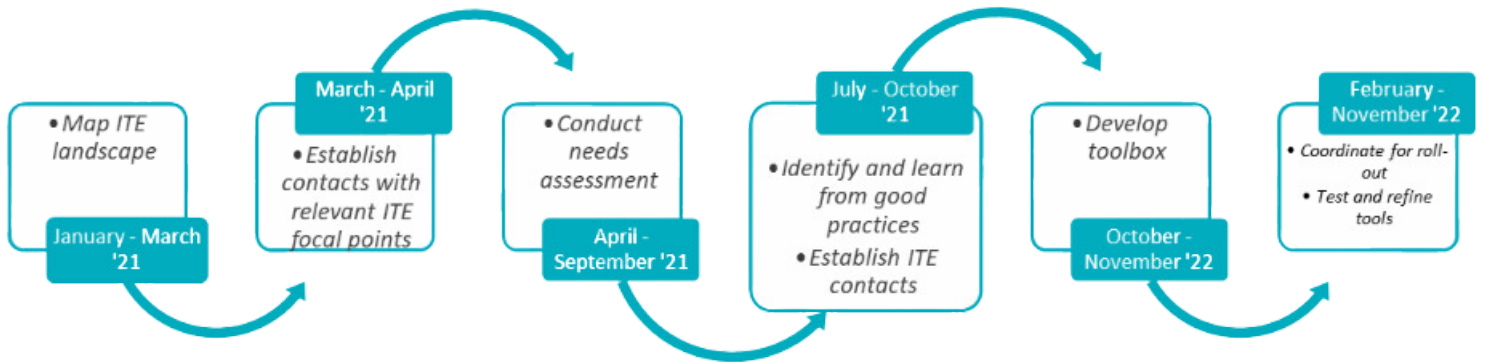 • Map ITE
landscape
January - March
'21
March - April
'21
• Establish
contacts with
relevant ITE
focal points
• Conduct
needs
assessment
April -
September '21
July - October
'21
• Identify and learn
from good
practices
• Establish ITE
contacts
• Develop
toolbox
October -
November '22
February -
November '22
• Coordinate for roll-
out
• Test and refine
tools